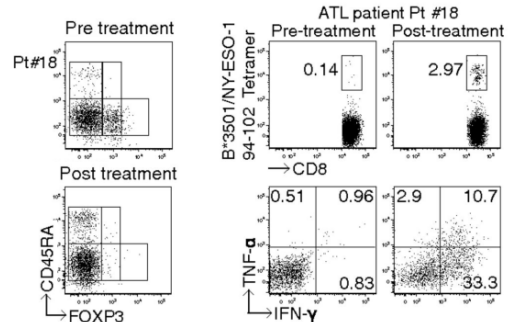 Pre treatment
Pt#18
Post treatment
CD45RA
FOXP3
ATL patient Pt #18
Pre-treatment Post-treatment
B*3501/NY-ESO-1
94-102 Tetramer
0.14 2.97
CD8
0.51 0.96 2.9 10.7
0.83 33.3
TNF-α
IFN-γ